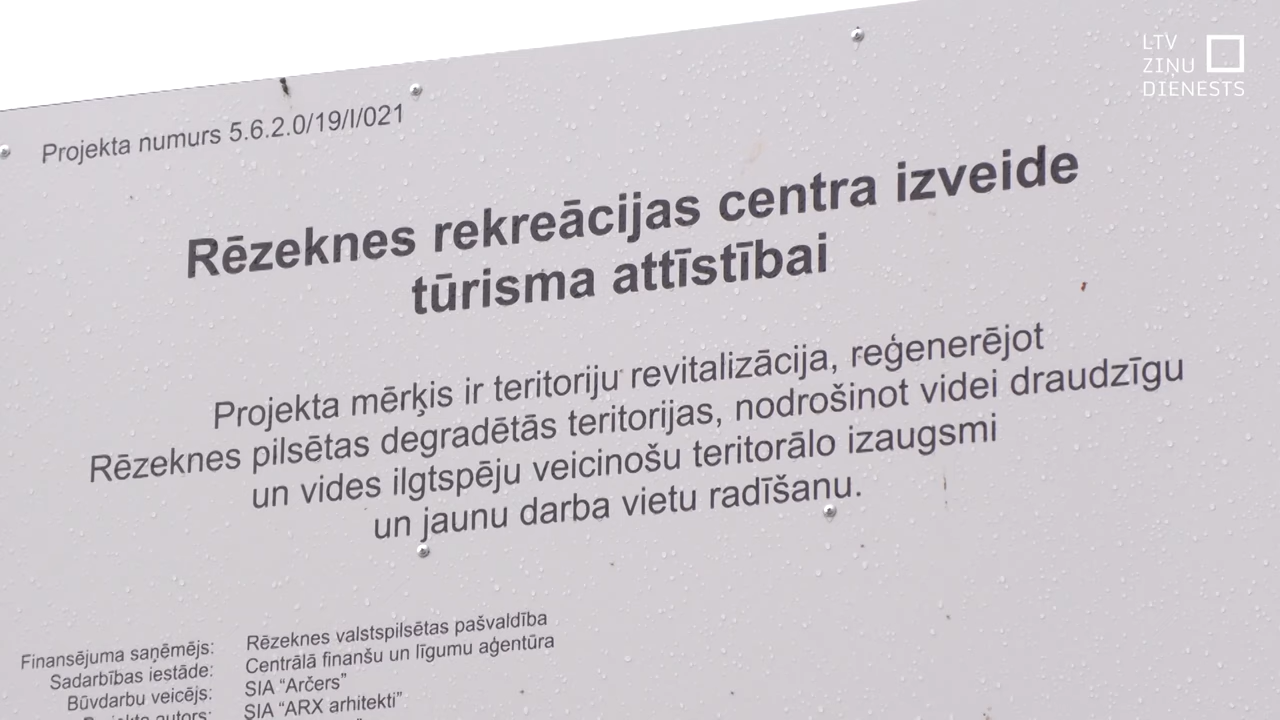 LTV
ZIŅU
DIENESTS
Projekta numurs 5.6.2.0/19/I/021
Rēzeknes rekreācijas centra izveide
tūrisma attīstībai
Projekta mērķis ir teritoriju revitalizācija, reģenerējot
Rēzeknes pilsētas degradētās teritorijas, nodrošinot videi draudzīgu
un vides ilgtspēju veicinošu teritorālo izaugsmi
un jaunu darba vietu radīšanu.
Finansējuma saņēmējs: Rēzeknes valstspilsētas pašvaldība
Sadarbības iestāde: Centrālā finanšu un līgumu aģentūra
Būvdarbu veicējs: SIA “Arčers”
Projekta autors: SIA “ARX arhitekti”